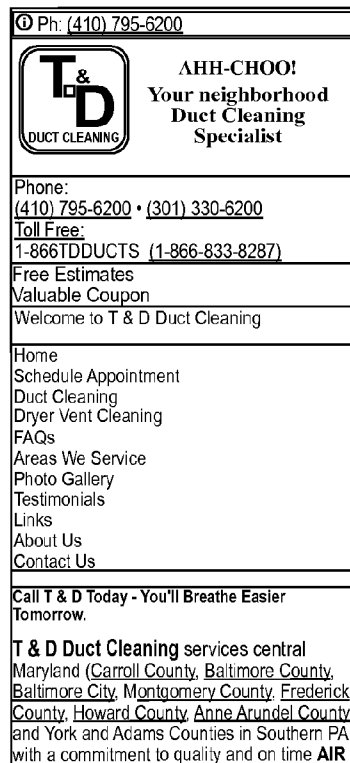 Ph: (410) 795-6200
T&D
DUCT CLEANING
AHH-CHOO!
Your neighborhood
Duct Cleaning
Specialist
Phone:
(410) 795-6200 • (301) 330-6200
Toll Free:
1-866TDDUCTS (1-866-833-8287)
Free Estimates
Valuable Coupon
Welcome to T & D Duct Cleaning
Home
Schedule Appointment
Duct Cleaning
Dryer Vent Cleaning
FAQs
Areas We Service
Photo Gallery
Testimonials
Links
About Us
Contact Us
Call T & D Today - You'll Breathe Easier
Tomorrow.
T & D Duct Cleaning services central
Maryland (Carroll County, Baltimore County,
Baltimore City, Montgomery County, Frederick
County, Howard County, Anne Arundel County
and York and Adams Counties in Southern PA
with a commitment to quality and on time AIR